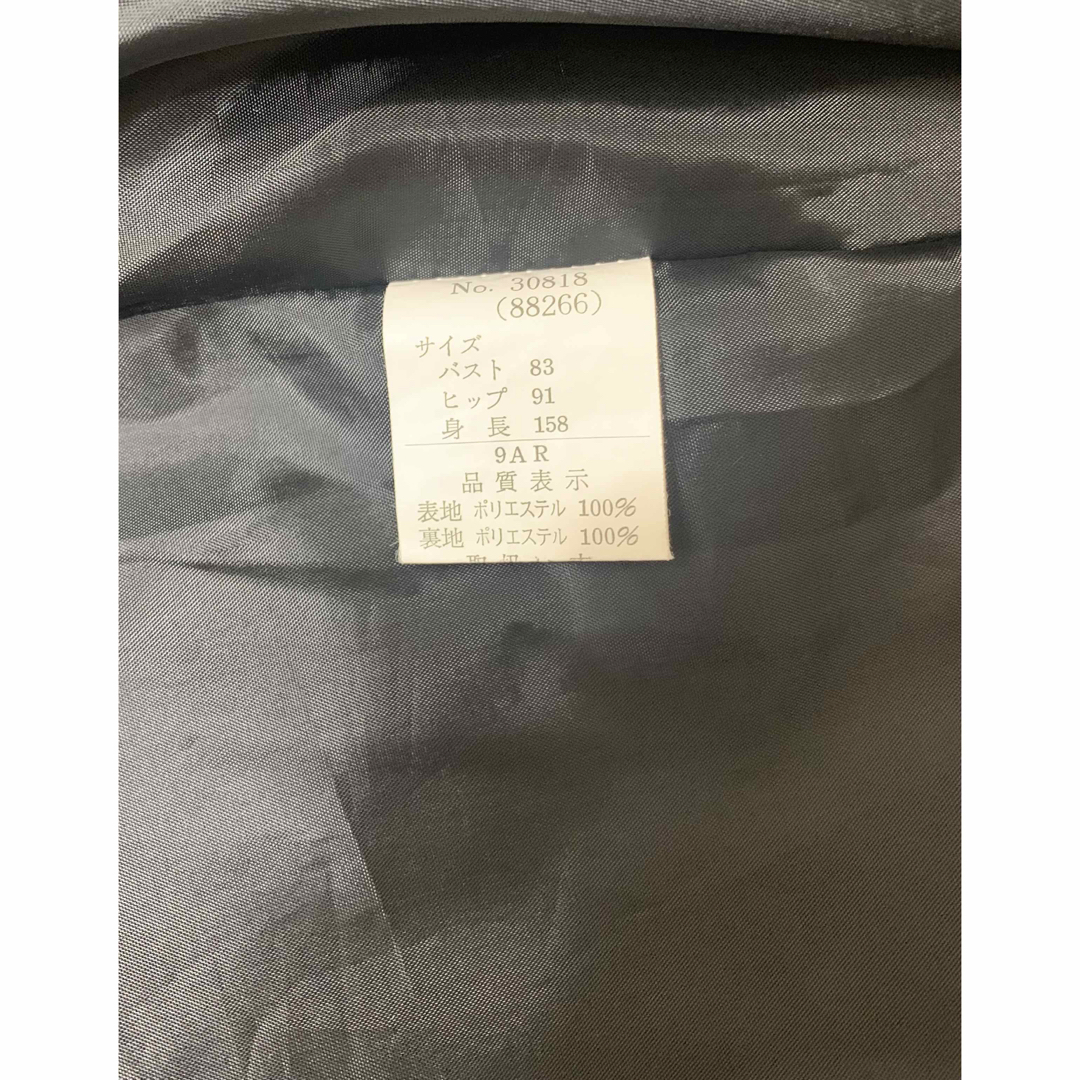 No. 30818
(88266)
サイズ
バスト 83
ヒップ 91
身長 158
9AR
品質表示
表地 ポリエステル 100%
裏地 ポリエステル 100%